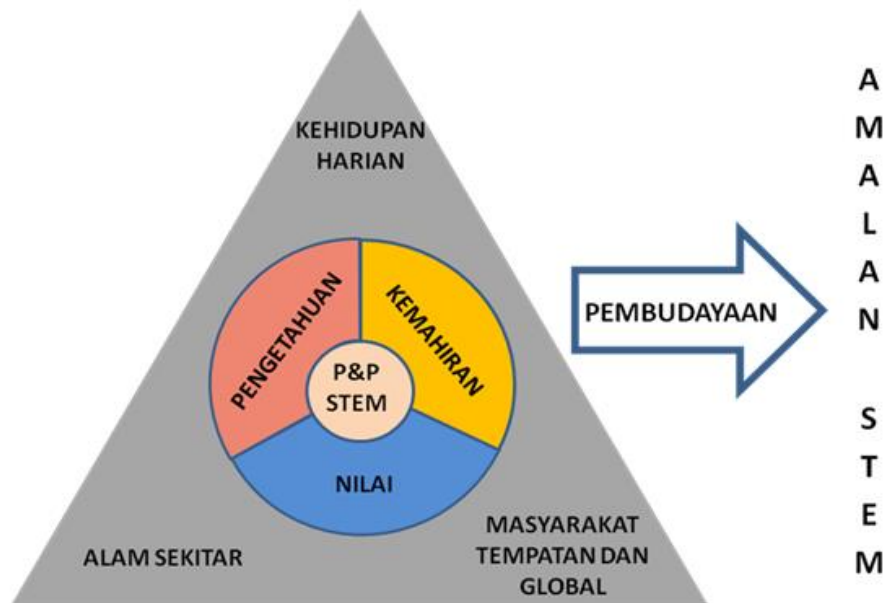 KEHIDUPAN
HARIAN
PENGETAHUAN
KEMAHIRAN
P&P
STEM
NILAI
ALAM SEKITAR
MASYARAKAT
TEMPATAN DAN
GLOBAL
PEMBUDAYAAN
A
M
A
L
A
N
S
T
E
M